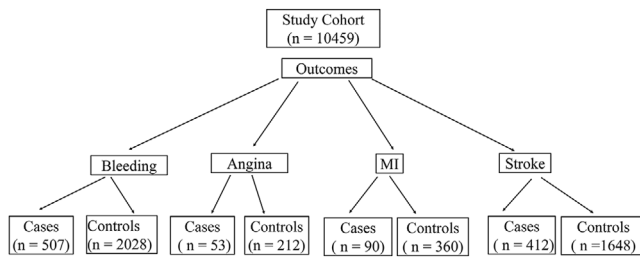 Study Cohort
(n = 10459)
Outcomes
Bleeding
Angina
MI
Stroke
Cases
(n = 507)
Controls
(n = 2028)
Cases
( n = 53)
Controls
( n = 212)
Cases
( n = 90)
Controls
( n = 360)
Cases
( n = 412)
Controls
( n =1648)